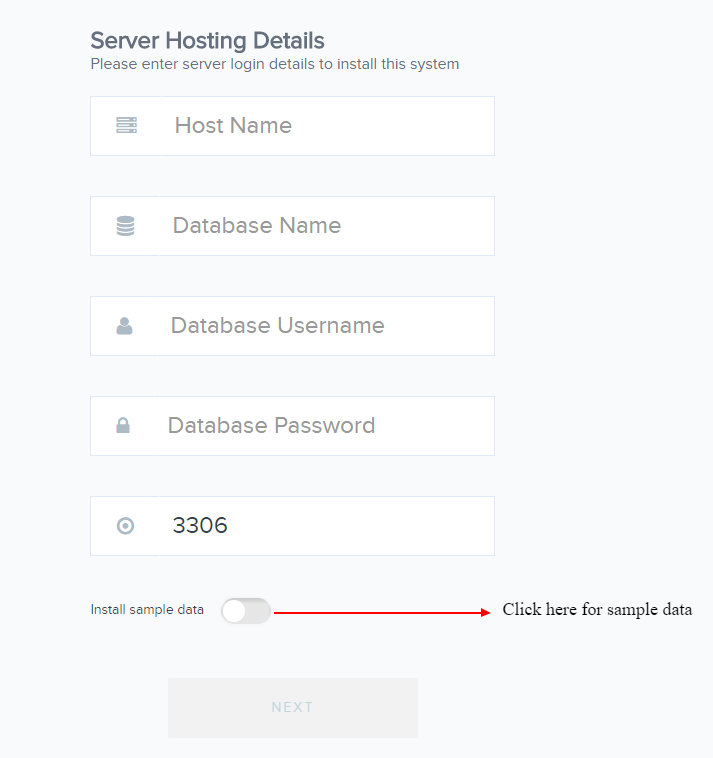 Server Hosting Details
Please enter server login details to install this system
Host Name
Database Name
Database Username
Database Password
3306
Install sample data
Click here for sample data
NEXT